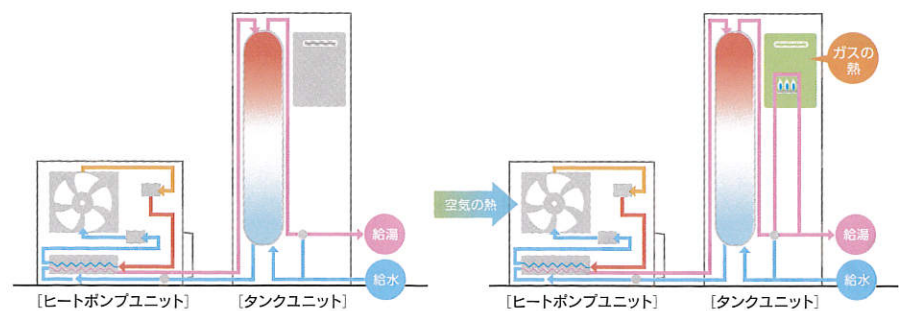 ガスの
熱
空気の熱
給湯
給水
給湯
給水
[ヒートポンプユニット]
[タンクユニット]
[ヒートポンプユニット]
[タンクユニット]